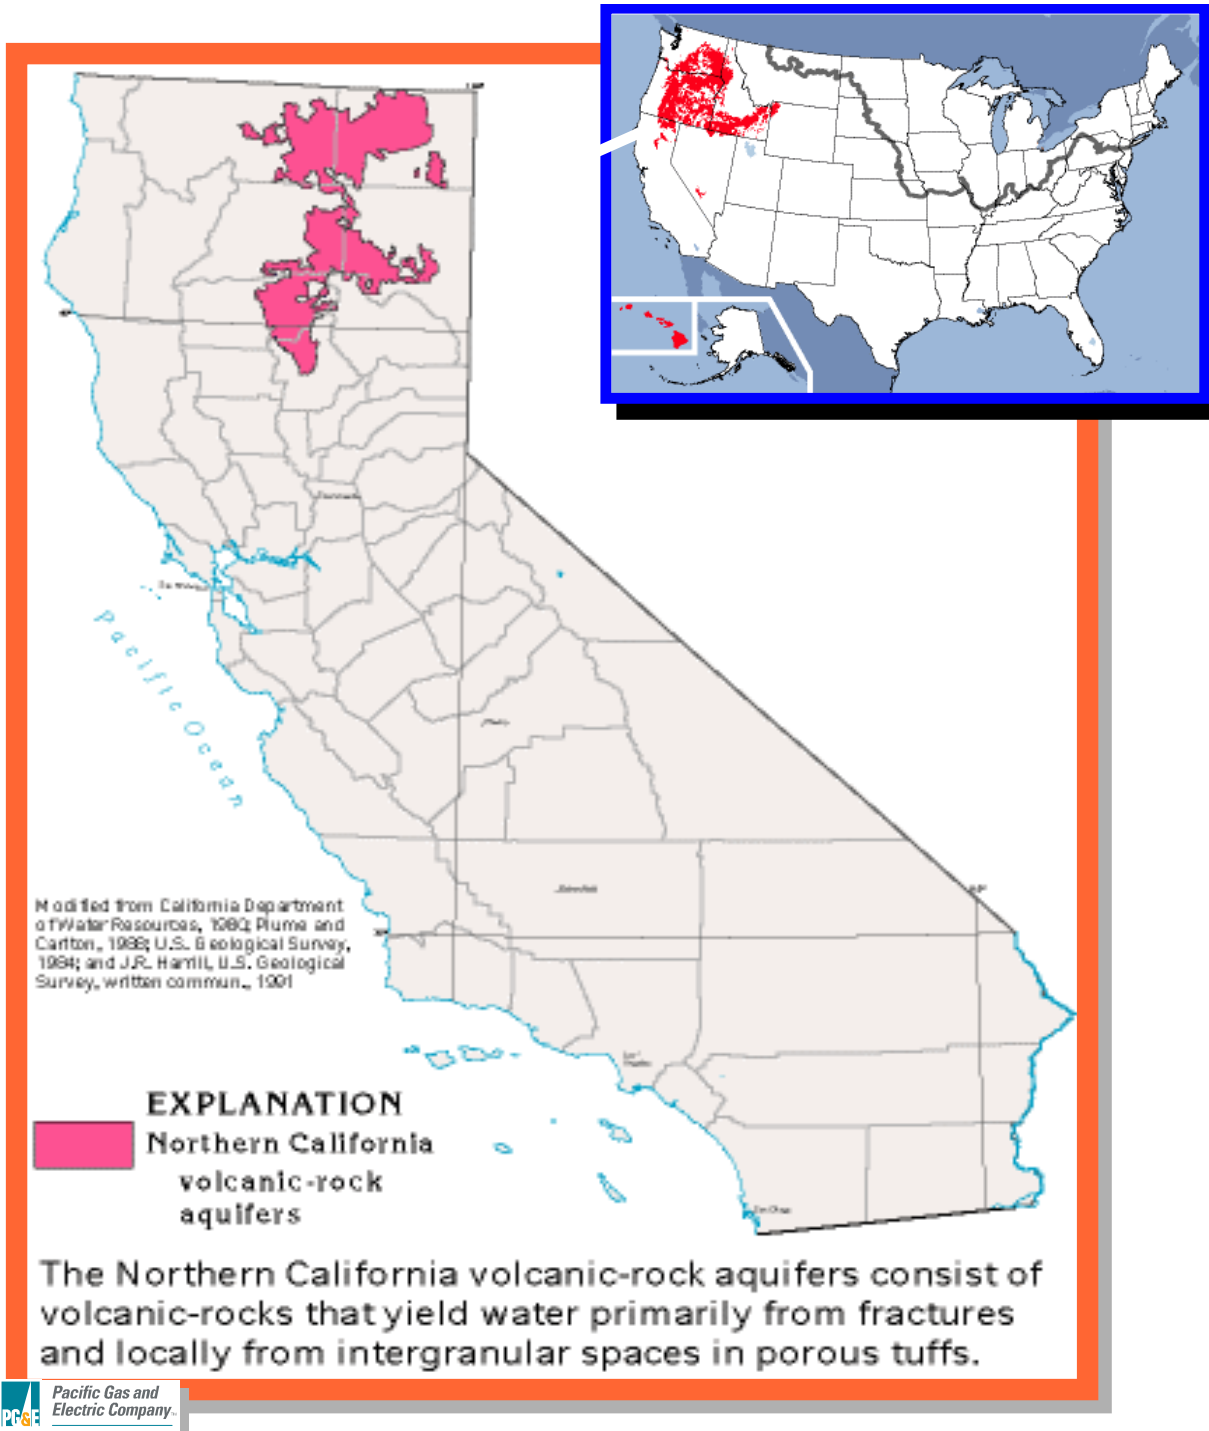 Pacific Ocean
Modified from California Department
of Water Resources, 1980; Plume and
Carlton, 1988; U.S. Geological Survey,
1984; and J.R. Harrill, U.S. Geological
Survey, written commun., 1991
EXPLANATION
Northern California
volcanic-rock
aquifers
The Northern California volcanic-rock aquifers consist of
volcanic-rocks that yield water primarily from fractures
and locally from intergranular spaces in porous tuffs.
PG&E
Pacific Gas and
Electric Company